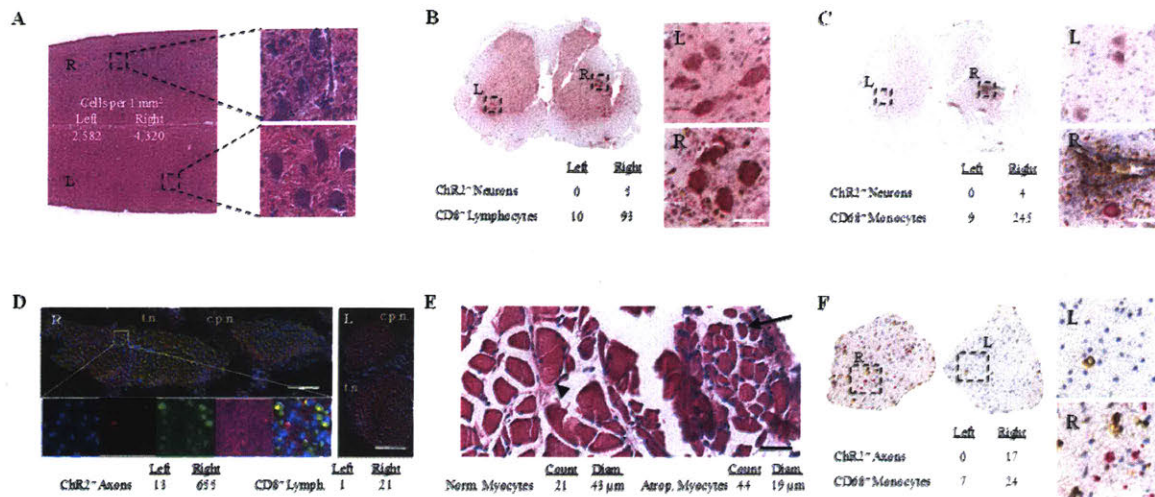 A
R
Cells per 1 mm²
Left Right
2,582 4,320
L
B
L R
L
R
Left Right
ChR2⁺ Neurons 0 5
CD8⁺ Lymphocytes 10 93
C
L R
L
R
Left Right
ChR2⁺ Neurons 0 4
CD68⁺ Monocytes 9 245
D
R t.n. c.p.n. L c.p.n.
t.n.
Left Right Left Right
ChR2⁺ Axons 13 655 CD8⁺ Lymph. 1 21
E
Count Diam. Count Diam.
Norm. Myocytes 21 43 µm Atrop. Myocytes 44 19 µm
F
R L
L
R
Left Right
ChR2⁺ Axons 0 17
CD68⁺ Monocytes 7 24